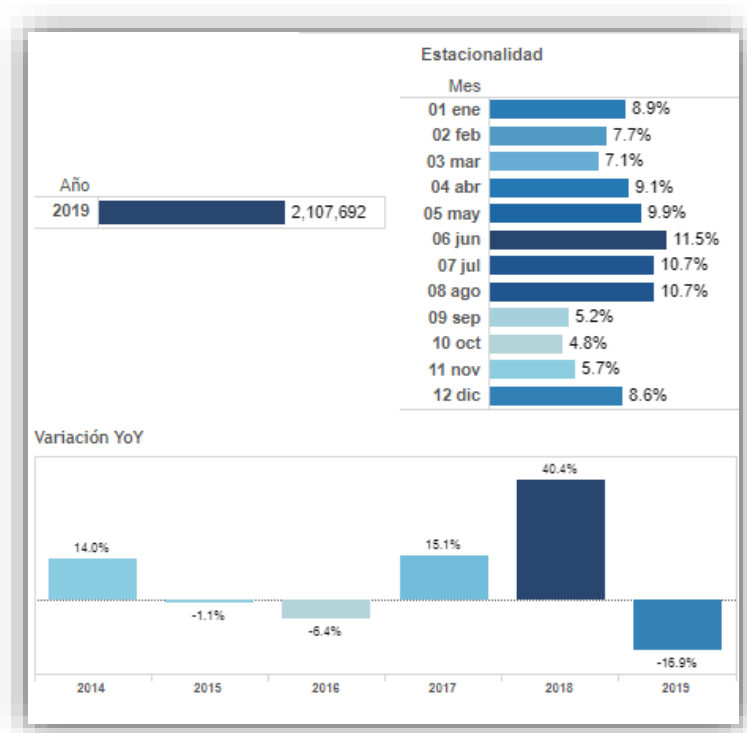 Estacionalidad
Mes
01 ene 8.9%
02 feb 7.7%
03 mar 7.1%
04 abr 9.1%
05 may 9.9%
06 jun 11.5%
07 jul 10.7%
08 ago 10.7%
09 sep 5.2%
10 oct 4.8%
11 nov 5.7%
12 dic 8.6%
Año
2019 2,107,692
Variación YoY
14.0% -1.1% -6.4% 15.1% 40.4% -16.9%
2014 2015 2016 2017 2018 2019